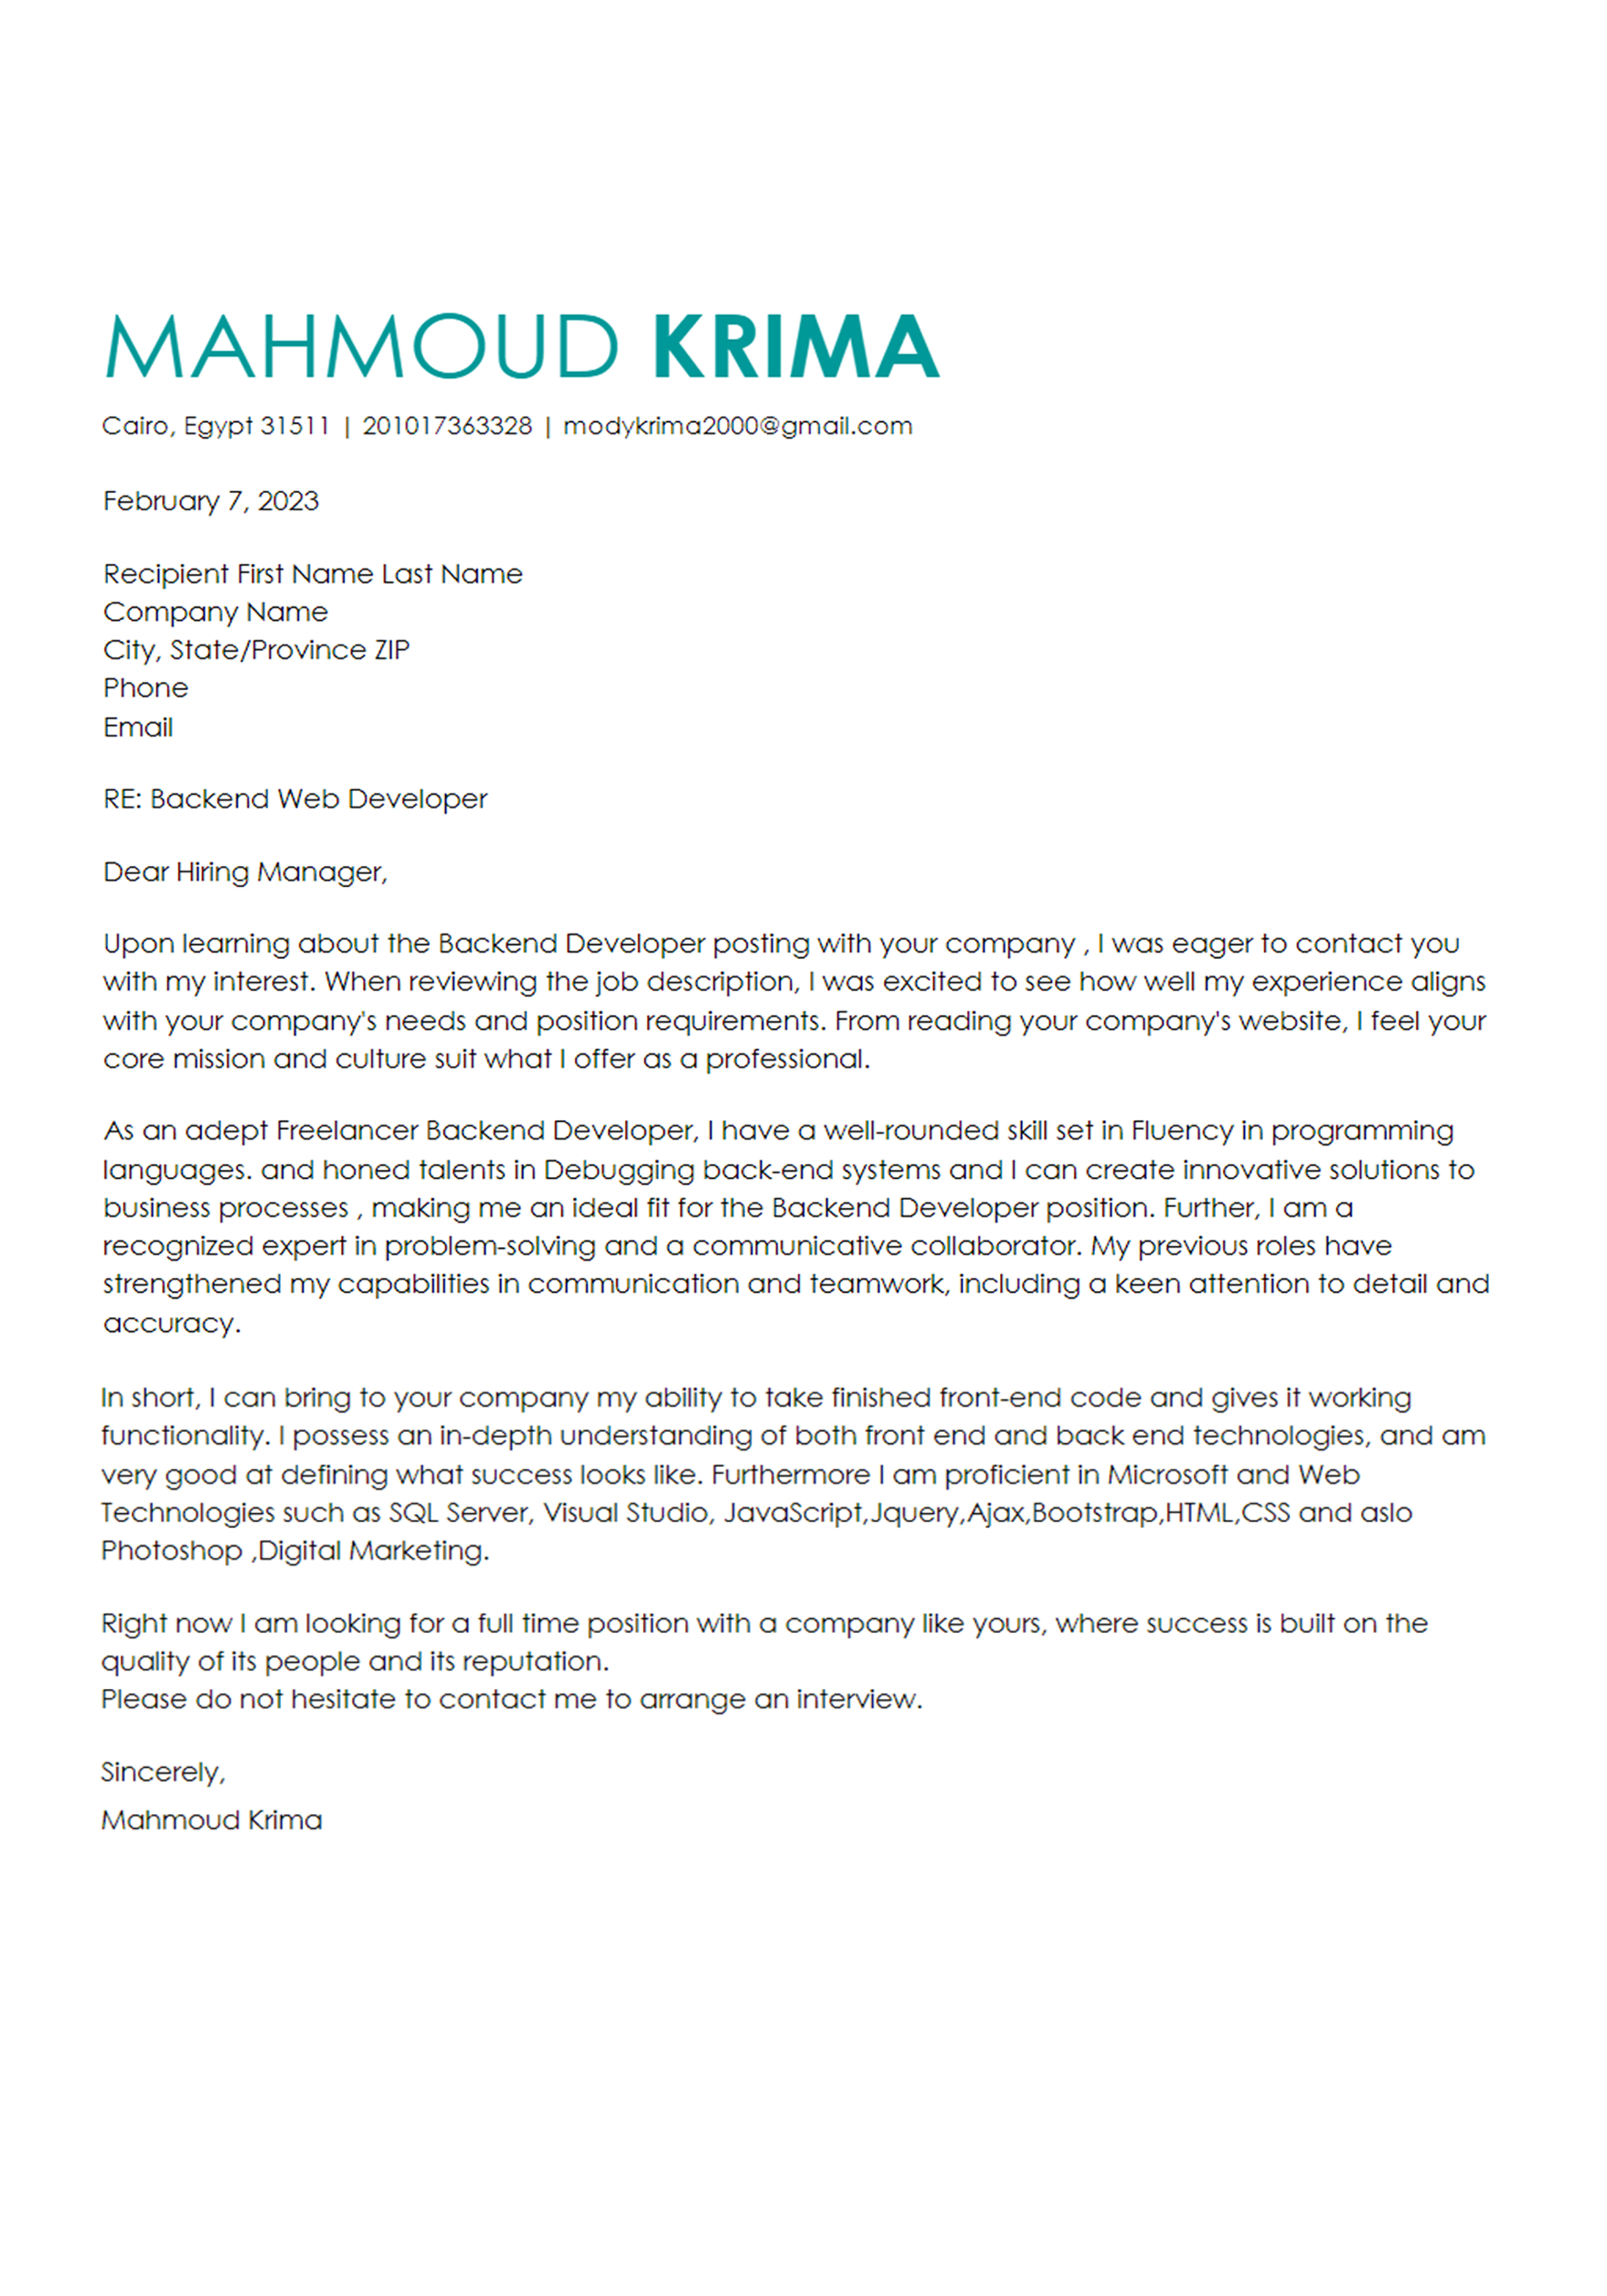 MAHMOUD KRIMA
Cairo, Egypt 31511 | 201017363328 | modykrima2000@gmail.com
February 7, 2023
Recipient First Name Last Name
Company Name
City, State/Province ZIP
Phone
Email
RE: Backend Web Developer
Dear Hiring Manager,
Upon learning about the Backend Developer posting with your company , I was eager to contact you
with my interest. When reviewing the job description, I was excited to see how well my experience aligns
with your company's needs and position requirements. From reading your company's website, I feel your
core mission and culture suit what I offer as a professional.
As an adept Freelancer Backend Developer, I have a well-rounded skill set in Fluency in programming
languages. and honed talents in Debugging back-end systems and I can create innovative solutions to
business processes , making me an ideal fit for the Backend Developer position. Further, I am a
recognized expert in problem-solving and a communicative collaborator. My previous roles have
strengthened my capabilities in communication and teamwork, including a keen attention to detail and
accuracy.
In short, I can bring to your company my ability to take finished front-end code and gives it working
functionality. I possess an in-depth understanding of both front end and back end technologies, and am
very good at defining what success looks like. Furthermore I am proficient in Microsoft and Web
Technologies such as SQL Server, Visual Studio, JavaScript,Jquery,Ajax,Bootstrap,HTML,CSS and aslo
Photoshop ,Digital Marketing.
Right now I am looking for a full time position with a company like yours, where success is built on the
quality of its people and its reputation.
Please do not hesitate to contact me to arrange an interview.
Sincerely,
Mahmoud Krima